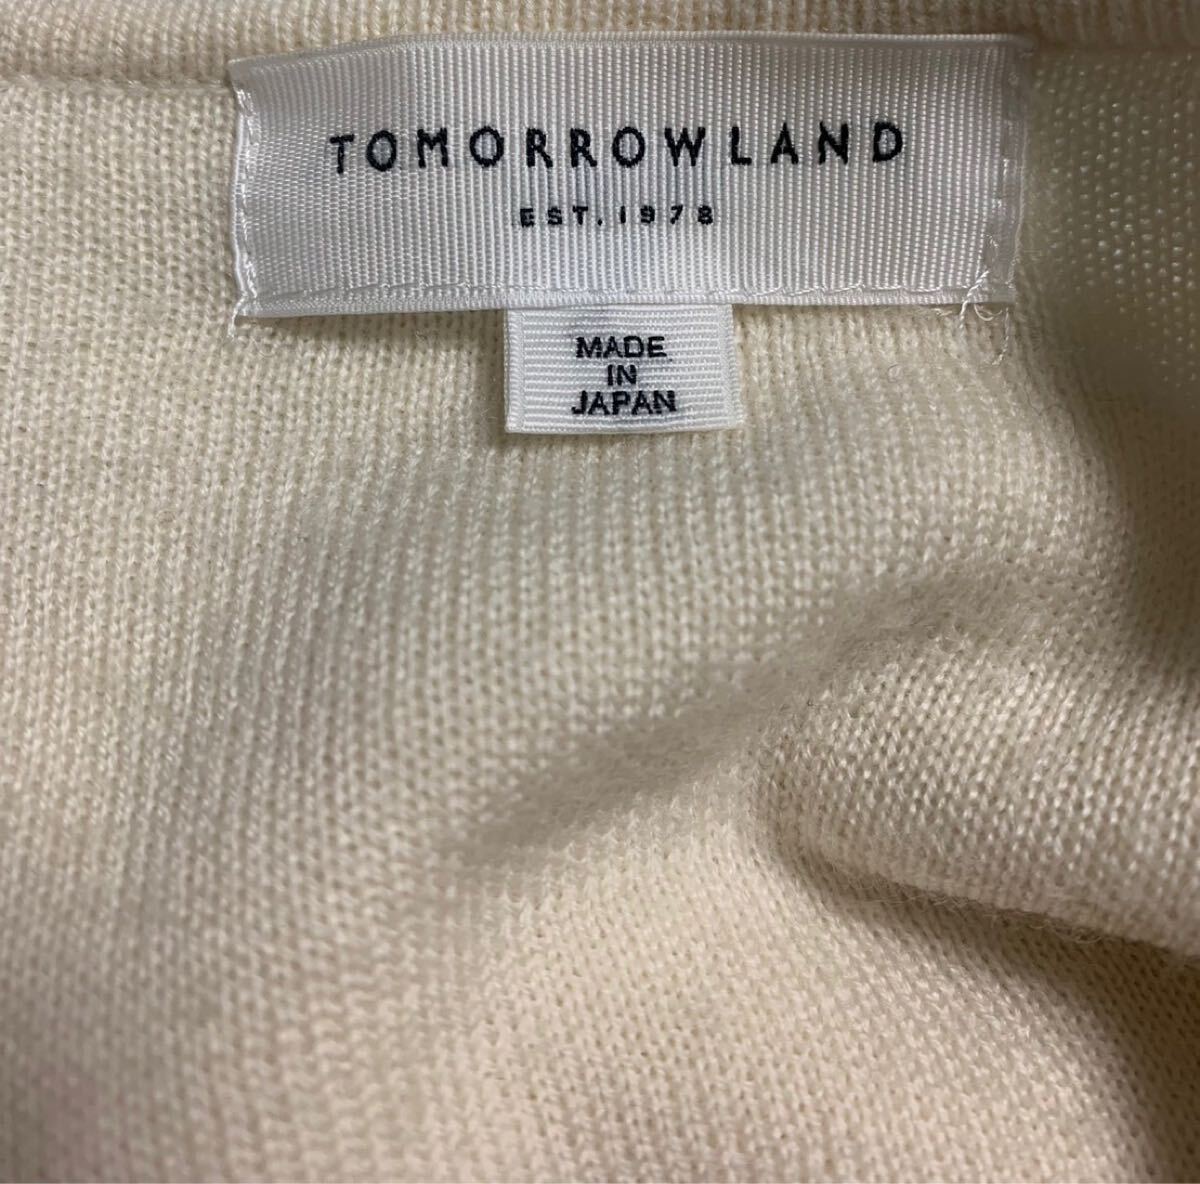 TOMORROWLAND
EST. 1978
MADE
IN
JAPAN